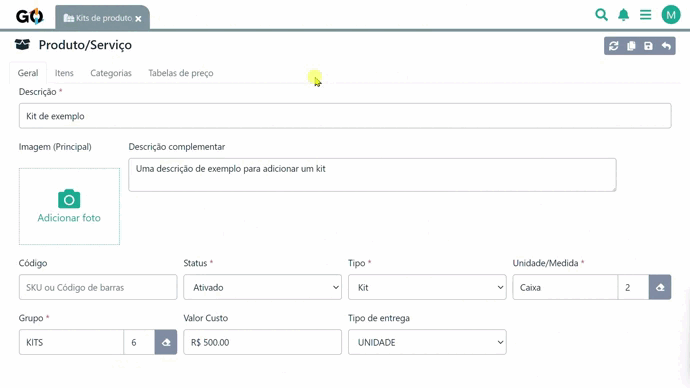 GO
Kits de produto
M
Produto/Serviço
Geral Itens Categorias Tabelas de preço
Descrição *
Kit de exemplo
Imagem (Principal) Descrição complementar
Uma descrição de exemplo para adicionar um kit
Adicionar foto
Código Status * Tipo * Unidade/Medida *
SKU ou Código de barras Ativado Kit Caixa 2
Grupo * Valor Custo Tipo de entrega
KITS 6 R$ 500.00 UNIDADE